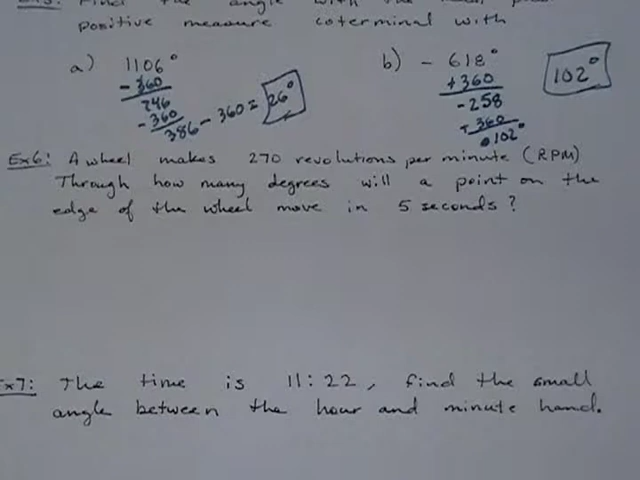 positive measure coterminal with
a) 1106°
- 360
746
- 360
386 - 360 = 26°
b) - 618°
+ 360
- 258
+ 360
102°
102°
Ex6: A wheel makes 270 revolutions per minute (RPM)
Through how many degrees will a point on the
edge of the wheel move in 5 seconds?
Ex7: The time is 11:22, find the small
angle between the hour and minute hand.